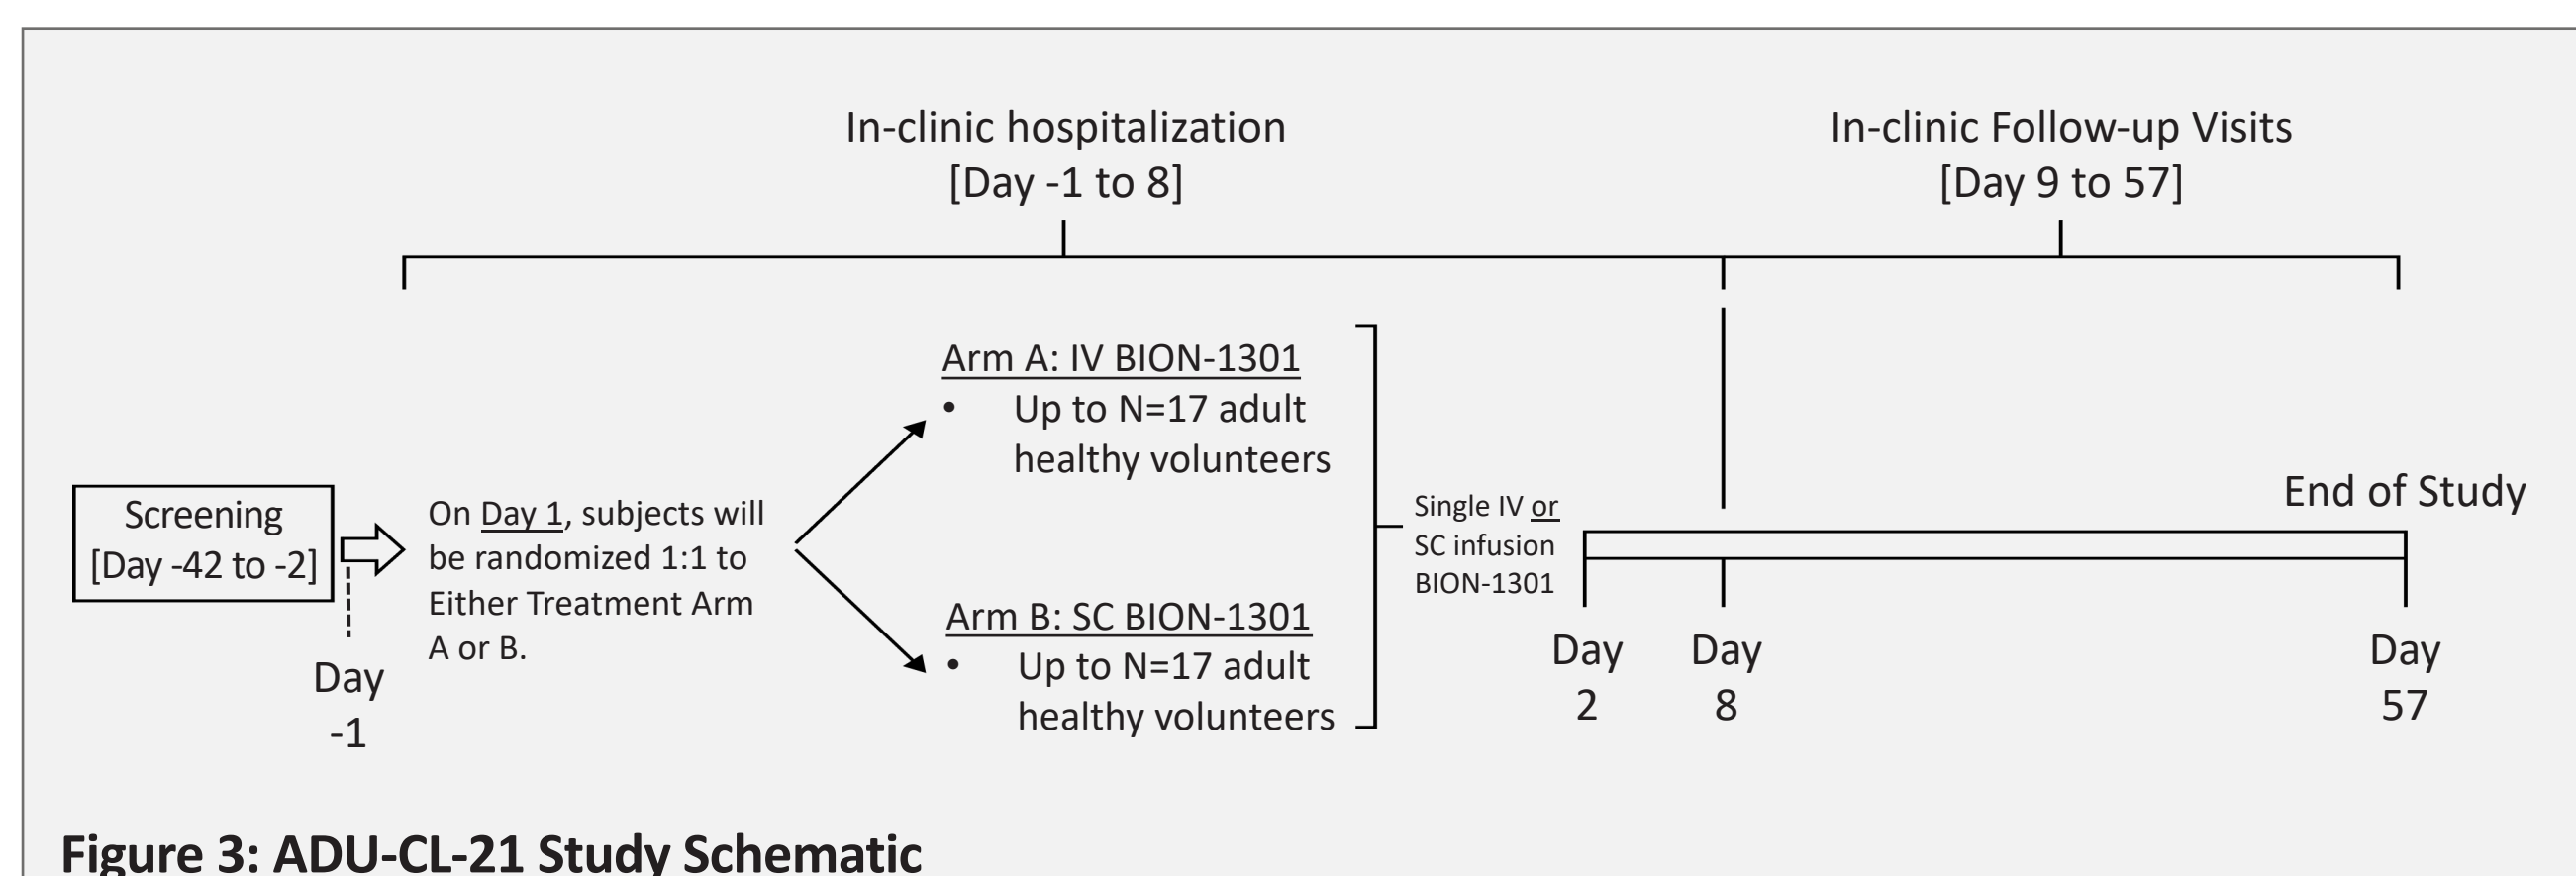 In-clinic hospitalization
[Day -1 to 8]
In-clinic Follow-up Visits
[Day 9 to 57]
Screening
[Day -42 to -2]
Day
-1
On Day 1, subjects will
be randomized 1:1 to
Either Treatment Arm
A or B.
Arm A: IV BION-1301
• Up to N=17 adult
healthy volunteers
Arm B: SC BION-1301
• Up to N=17 adult
healthy volunteers
Single IV or
SC infusion
BION-1301
End of Study
Day
2
Day
8
Day
57
Figure 3: ADU-CL-21 Study Schematic